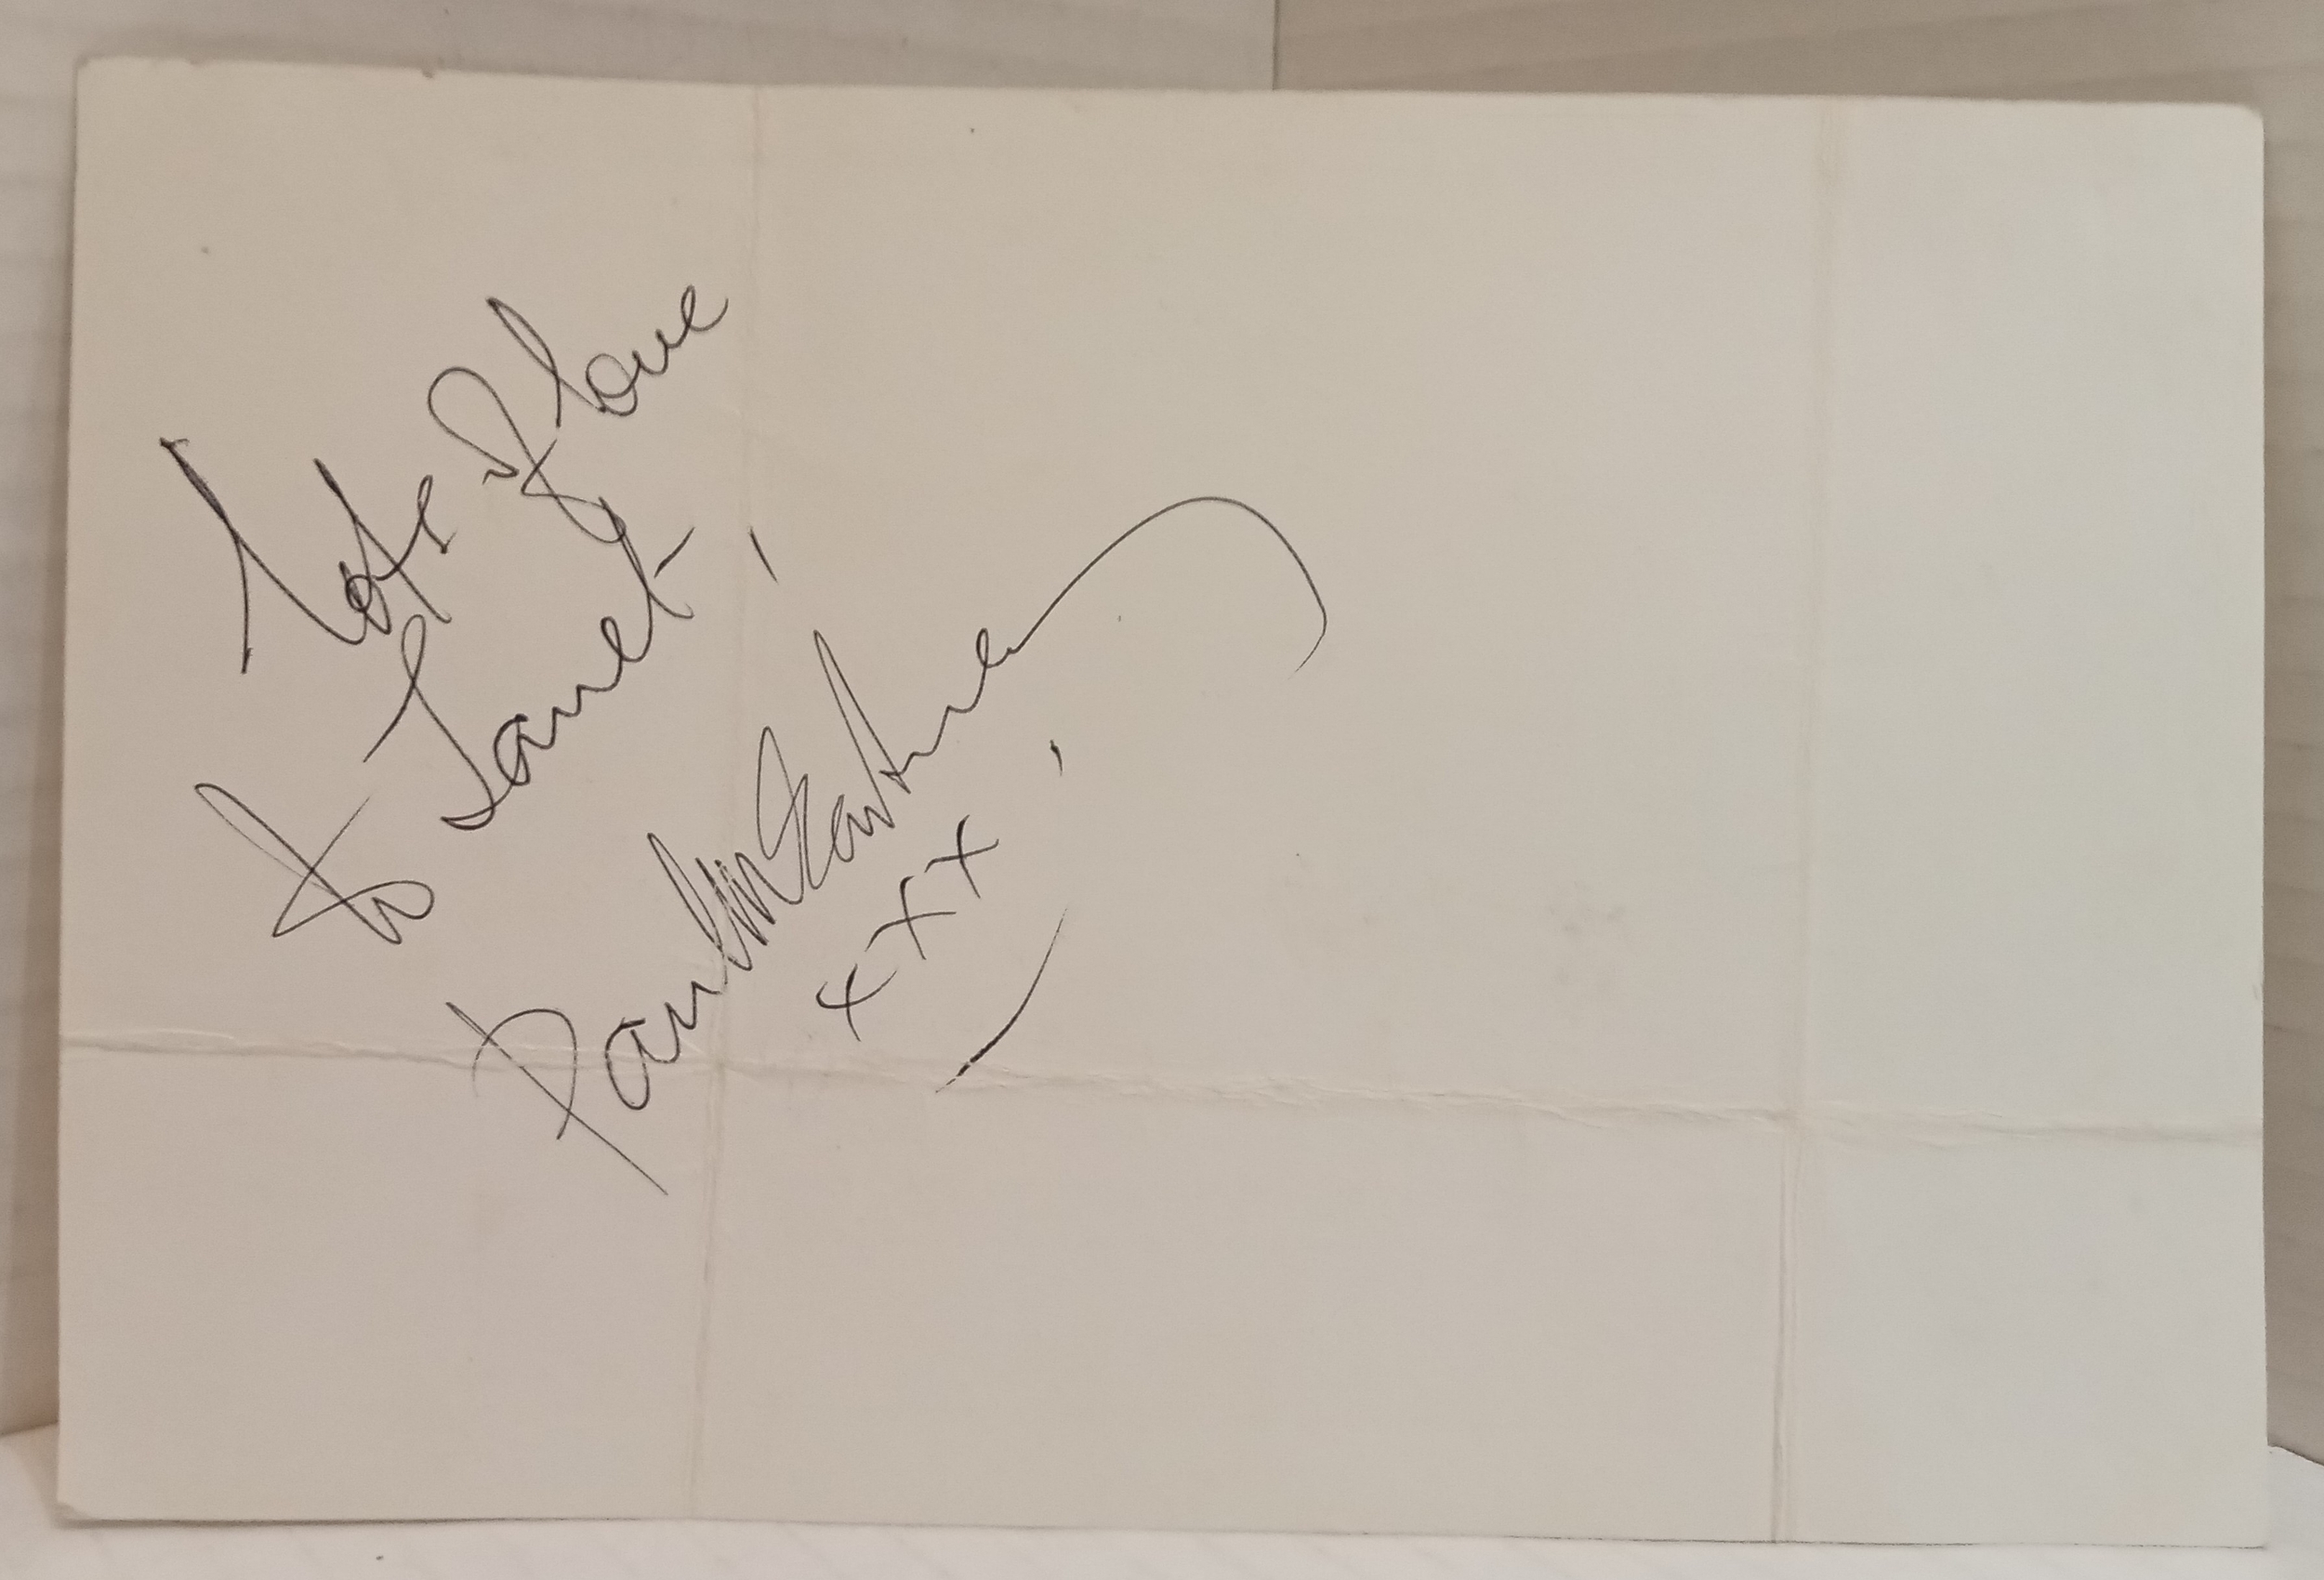 lots of love
to Janet
Paul McCartney
xxx